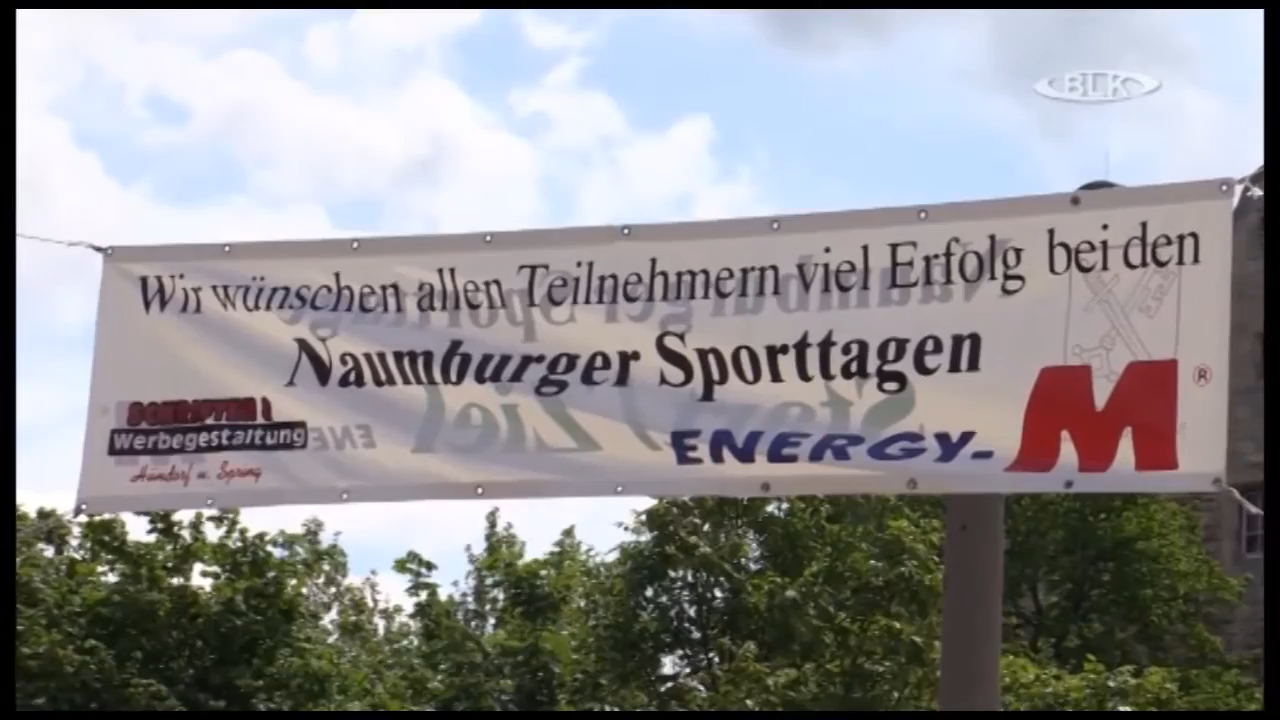 BLK
Wir wünschen allen Teilnehmern viel Erfolg bei den
Naumburger Sporttagen
Werbegestaltung
ENERGY- M ®